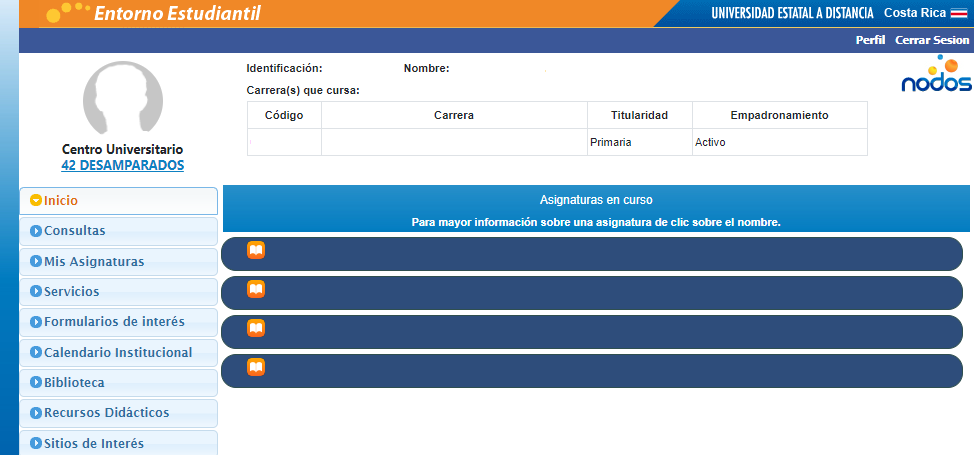 Entorno Estudiantil
UNIVERSIDAD ESTATAL A DISTANCIA Costa Rica
Perfil Cerrar Sesion
nodos
Identificación: Nombre:
Carrera(s) que cursa:
Código Carrera Titularidad Empadronamiento
Primaria Activo
Centro Universitario
42 DESAMPARADOS
Inicio
Consultas
Mis Asignaturas
Servicios
Formularios de interés
Calendario Institucional
Biblioteca
Recursos Didácticos
Sitios de Interés
Asignaturas en curso
Para mayor información sobre una asignatura de clic sobre el nombre.